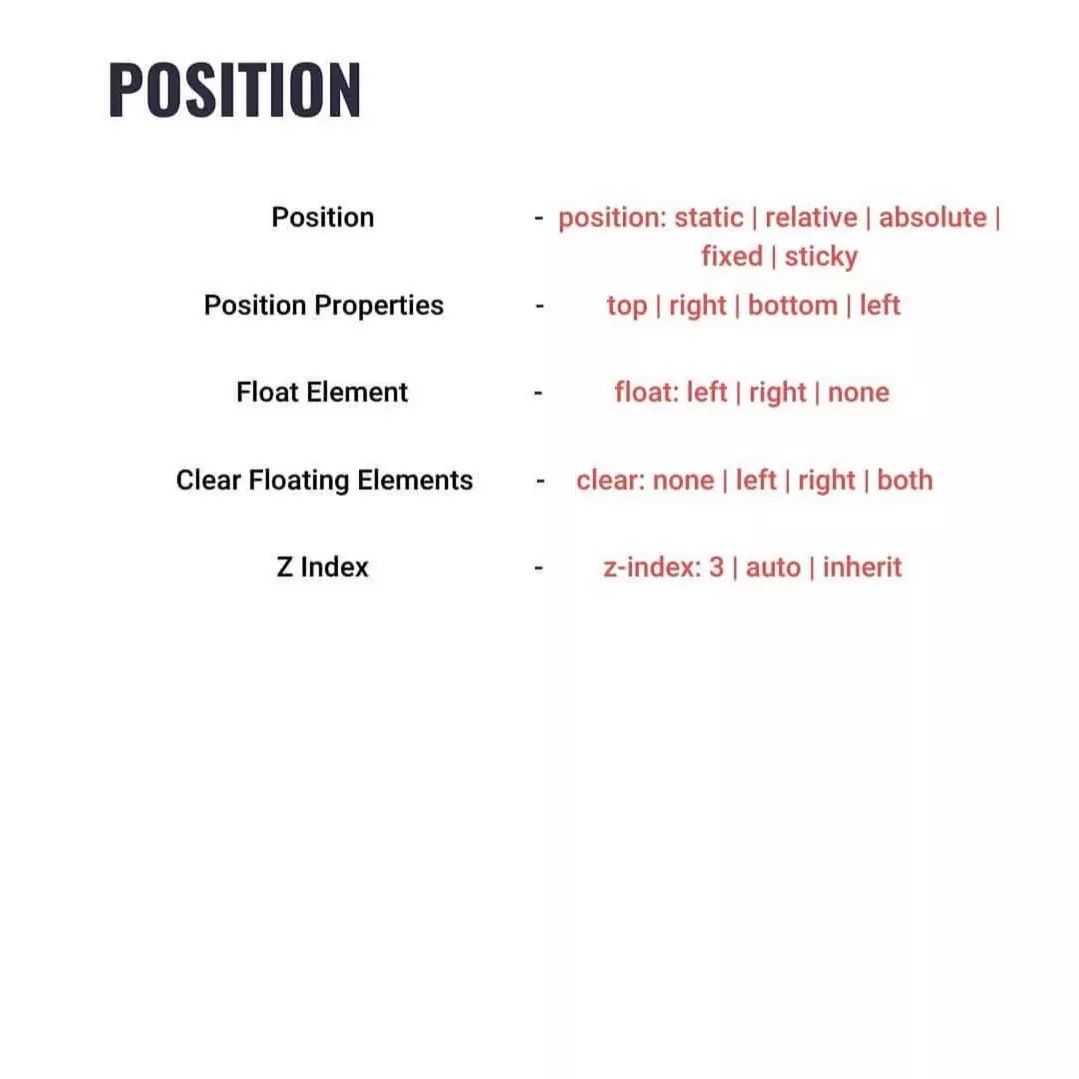 POSITION
Position - position: static | relative | absolute |
fixed | sticky
Position Properties - top | right | bottom | left
Float Element - float: left | right | none
Clear Floating Elements - clear: none | left | right | both
Z Index - z-index: 3 | auto | inherit